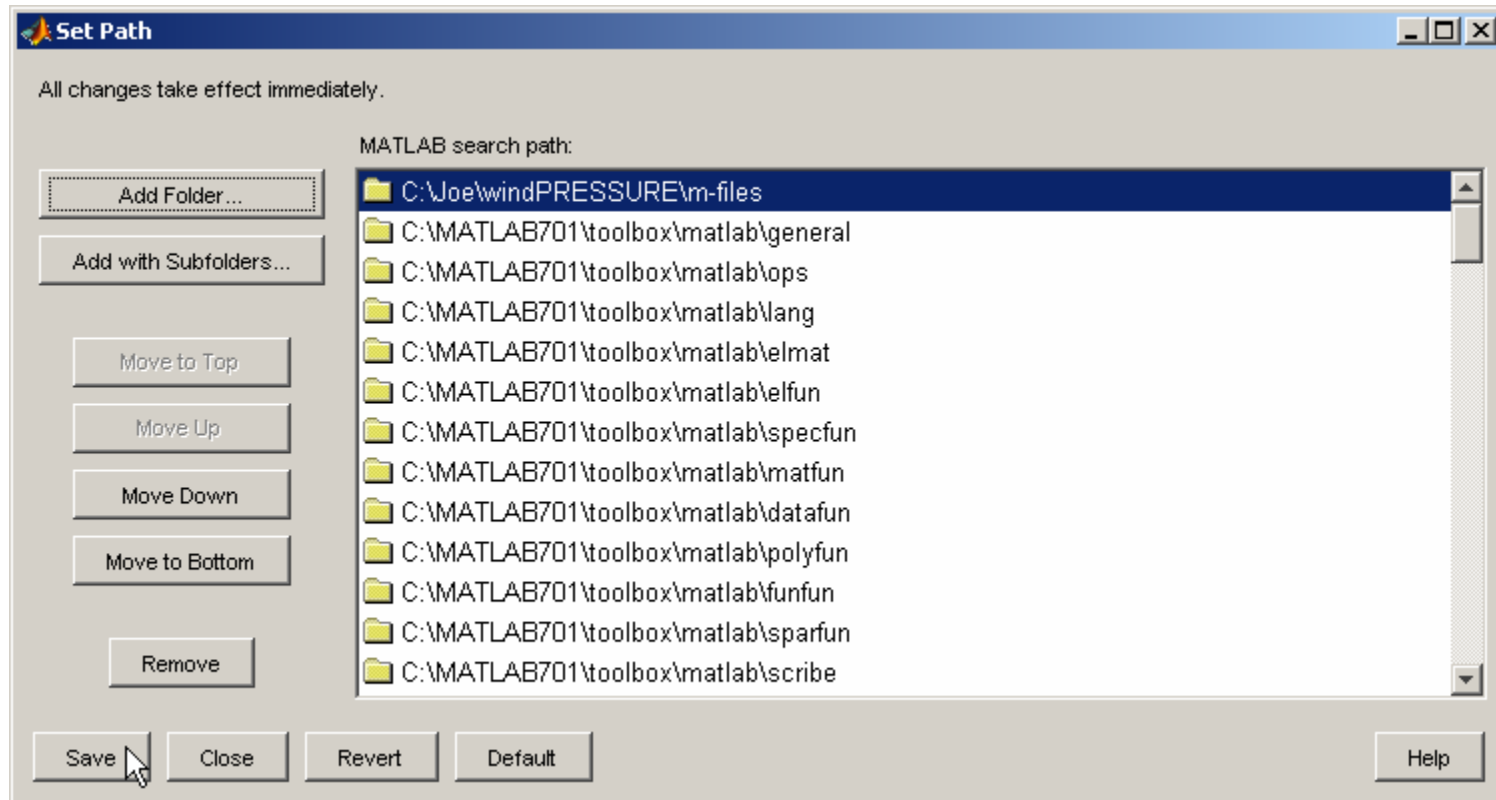 Set Path
All changes take effect immediately.
MATLAB search path:
Add Folder...
Add with Subfolders...
Move to Top
Move Up
Move Down
Move to Bottom
Remove
C:\Joe\windPRESSURE\m-files
C:\MATLAB701\toolbox\matlab\general
C:\MATLAB701\toolbox\matlab\ops
C:\MATLAB701\toolbox\matlab\lang
C:\MATLAB701\toolbox\matlab\elmat
C:\MATLAB701\toolbox\matlab\elfun
C:\MATLAB701\toolbox\matlab\specfun
C:\MATLAB701\toolbox\matlab\matfun
C:\MATLAB701\toolbox\matlab\datafun
C:\MATLAB701\toolbox\matlab\polyfun
C:\MATLAB701\toolbox\matlab\funfun
C:\MATLAB701\toolbox\matlab\sparfun
C:\MATLAB701\toolbox\matlab\scribe
Save
Close
Revert
Default
Help